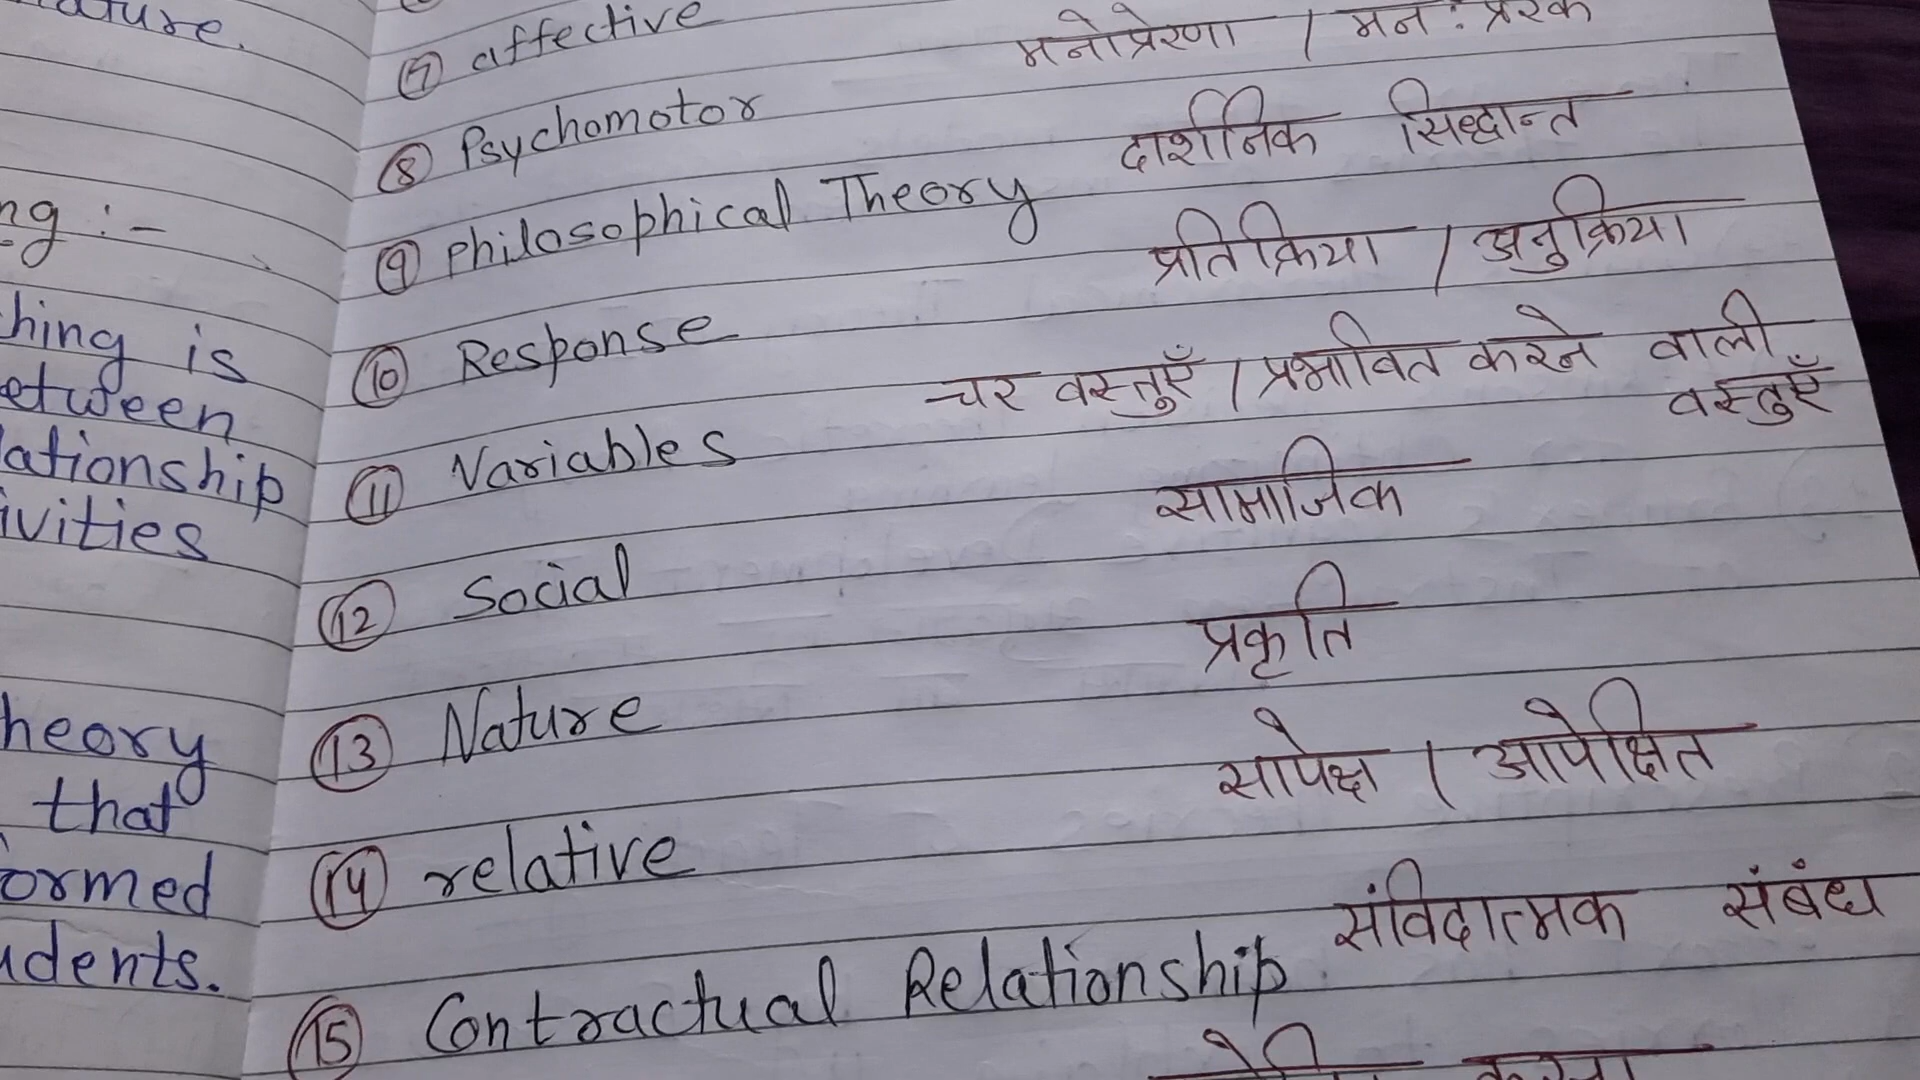 ature.
ng :-
hing is
etween
lationship
ivities
heory
that
ormed
udents.
⑦ affective
⑧ Psychomotor मनोप्रेरणा / मन: प्रेरक
⑨ Philosophical Theory दार्शनिक सिद्धान्त
⑩ Response प्रतिक्रिया / अनुक्रिया
⑪ Variables चर वस्तुएँ / प्रभावित करने वाली
वस्तुएँ
⑫ Social सामाजिक
⑬ Nature प्रकृति
⑭ relative सापेक्ष / आपेक्षित
⑮ Contractual Relationship संविदात्मक संबंध
करना